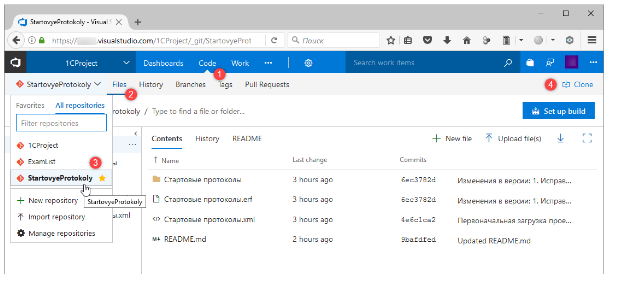 StartovyeProtokoly - Visual St
https://.visualstudio.com/1CProject/_git/StartovyeProt
Поиск
1CProject
Dashboards
Code
Work
Search work items
1
StartovyeProtokoly
Files
History
Branches
Tags
Pull Requests
4
Clone
2
Favorites
All repositories
otokoly / Type to find a file or folder...
Set up build
Filter repositories
1CProject
ExamList
3
StartovyeProtokoly
StartovyeProtokoly
New repository
Import repository
Manage repositories
ы.xml
Contents
History
README
New file
Upload file(s)
Name
Last change
Commits
Стартовые протоколы
3 hours ago
6ec3782d
Изменения в версии: 1. Исправ...
Стартовые протоколы.erf
3 hours ago
6ec3782d
Изменения в версии: 1. Исправ...
Стартовые протоколы.xml
3 hours ago
4e6c1ca2
Первоначальная загрузка прое...
README.md
2 hours ago
9bafdfed
Updated README.md